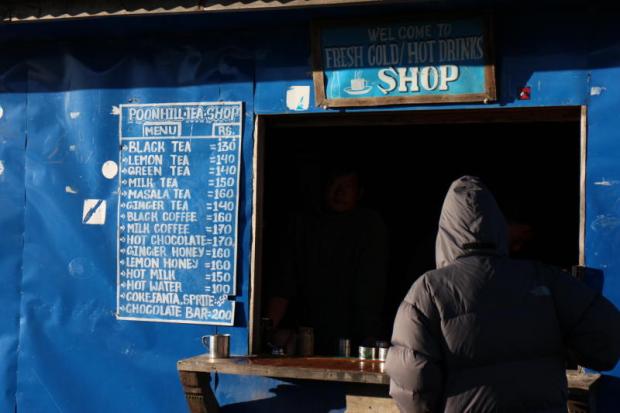 WELCOME TO
FRESH COLD/HOT DRINKS
SHOP
POONHILL TEA SHOP
MENU RS.
BLACK TEA =130
LEMON TEA =140
GREEN TEA =140
MILK TEA =150
MASALA TEA =160
GINGER TEA =140
BLACK COFFEE =160
MILK COFFEE =170
HOT CHOCOLATE =170
GINGER HONEY =160
LEMON HONEY =160
HOT MILK =150
HOT WATER =100
COKE,FANTA, SPRITE=
CHOCOLATE BAR=200